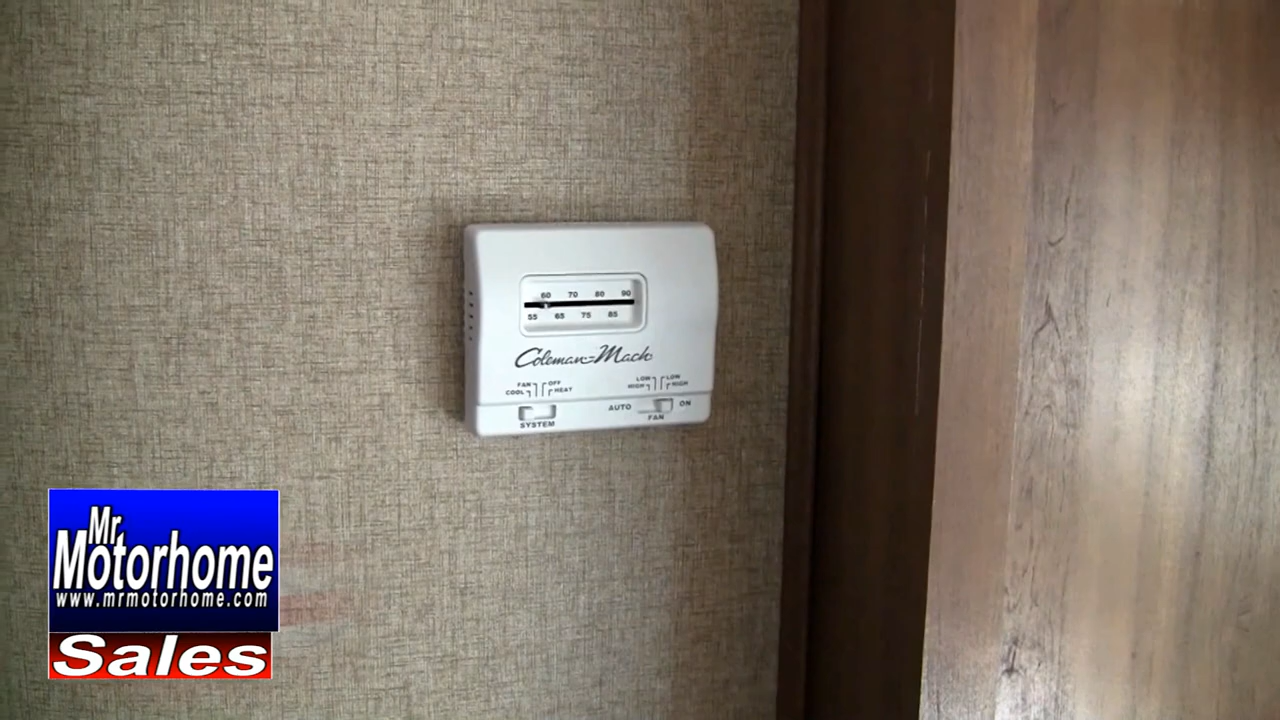 60 70 80 90
55 65 75 85
Coleman-Mach
FAN OFF
COOL HEAT
SYSTEM
LOW LOW
HIGH HIGH
AUTO ON
FAN
Mr.
Motorhome
www.mrmotorhome.com
Sales